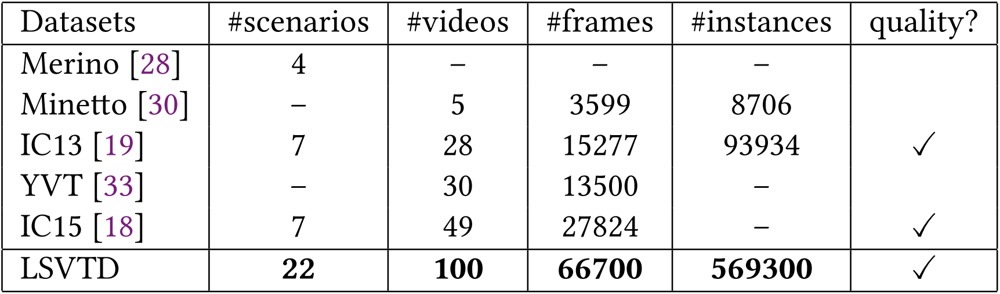 Datasets #scenarios #videos #frames #instances quality?
Merino [28] 4 – – –
Minetto [30] – 5 3599 8706
IC13 [19] 7 28 15277 93934 ✓
YVT [33] – 30 13500 –
IC15 [18] 7 49 27824 – ✓
LSVTD 22 100 66700 569300 ✓